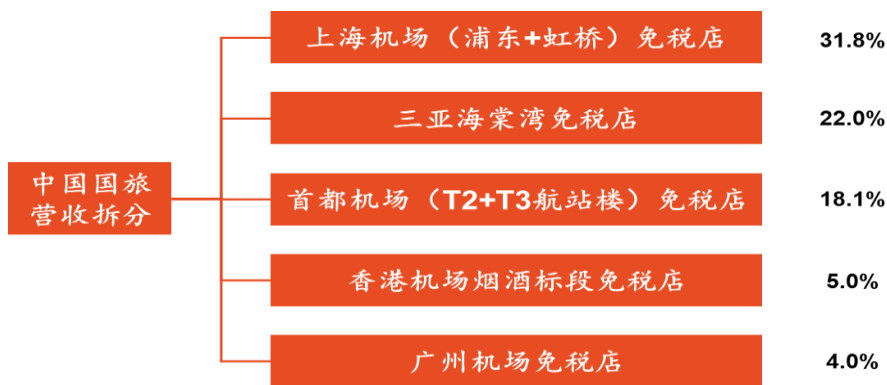 上海机场（浦东+虹桥）免税店 31.8%
三亚海棠湾免税店 22.0%
中国国旅
营收拆分
首都机场（T2+T3航站楼）免税店 18.1%
香港机场烟酒标段免税店 5.0%
广州机场免税店 4.0%